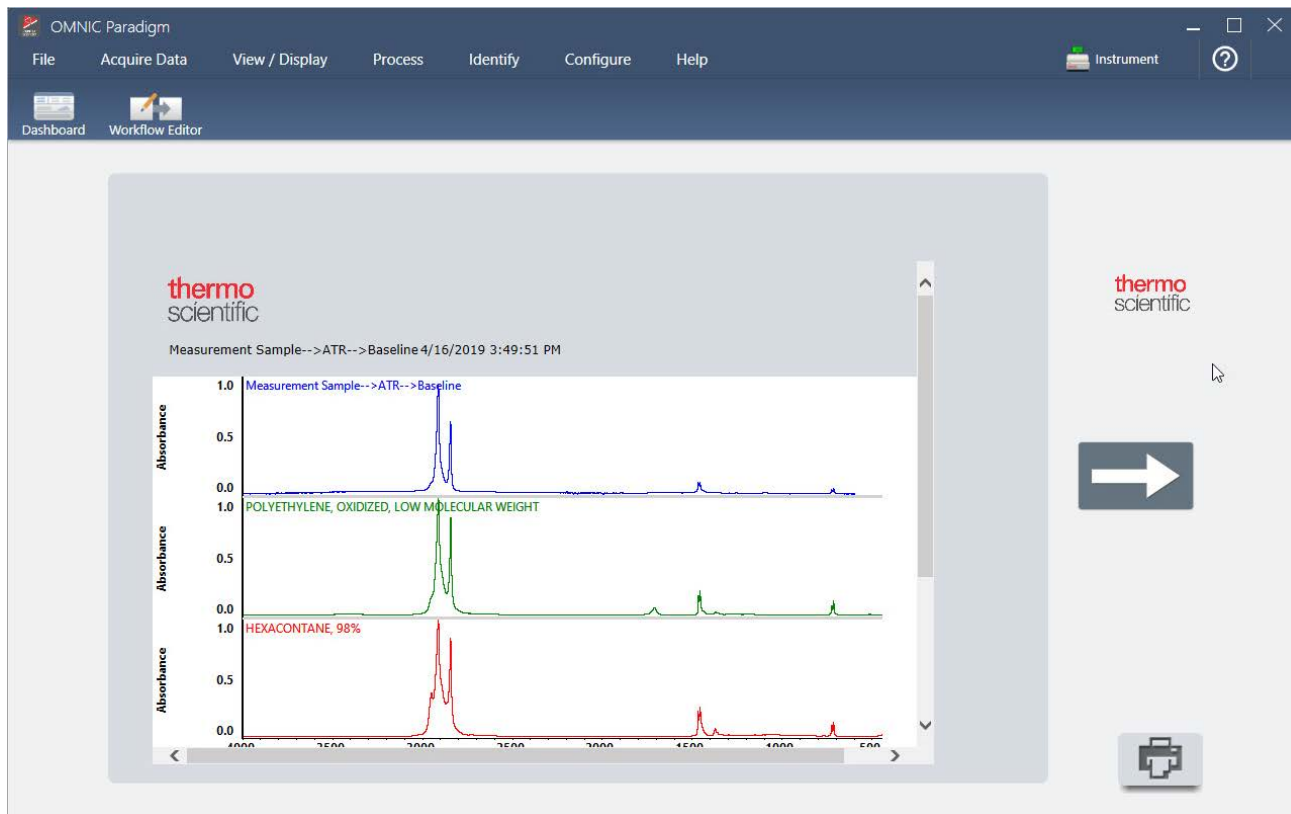 OMNIC Paradigm
File Acquire Data View / Display Process Identify Configure Help Instrument
Dashboard Workflow Editor
thermo
scientific
thermo
scientific
Measurement Sample-->ATR-->Baseline 4/16/2019 3:49:51 PM
Absorbance
1.0
0.5
0.0
Measurement Sample-->ATR-->Baseline
Absorbance
1.0
0.5
0.0
POLYETHYLENE, OXIDIZED, LOW MOLECULAR WEIGHT
Absorbance
1.0
0.5
0.0
HEXACONTANE, 98%